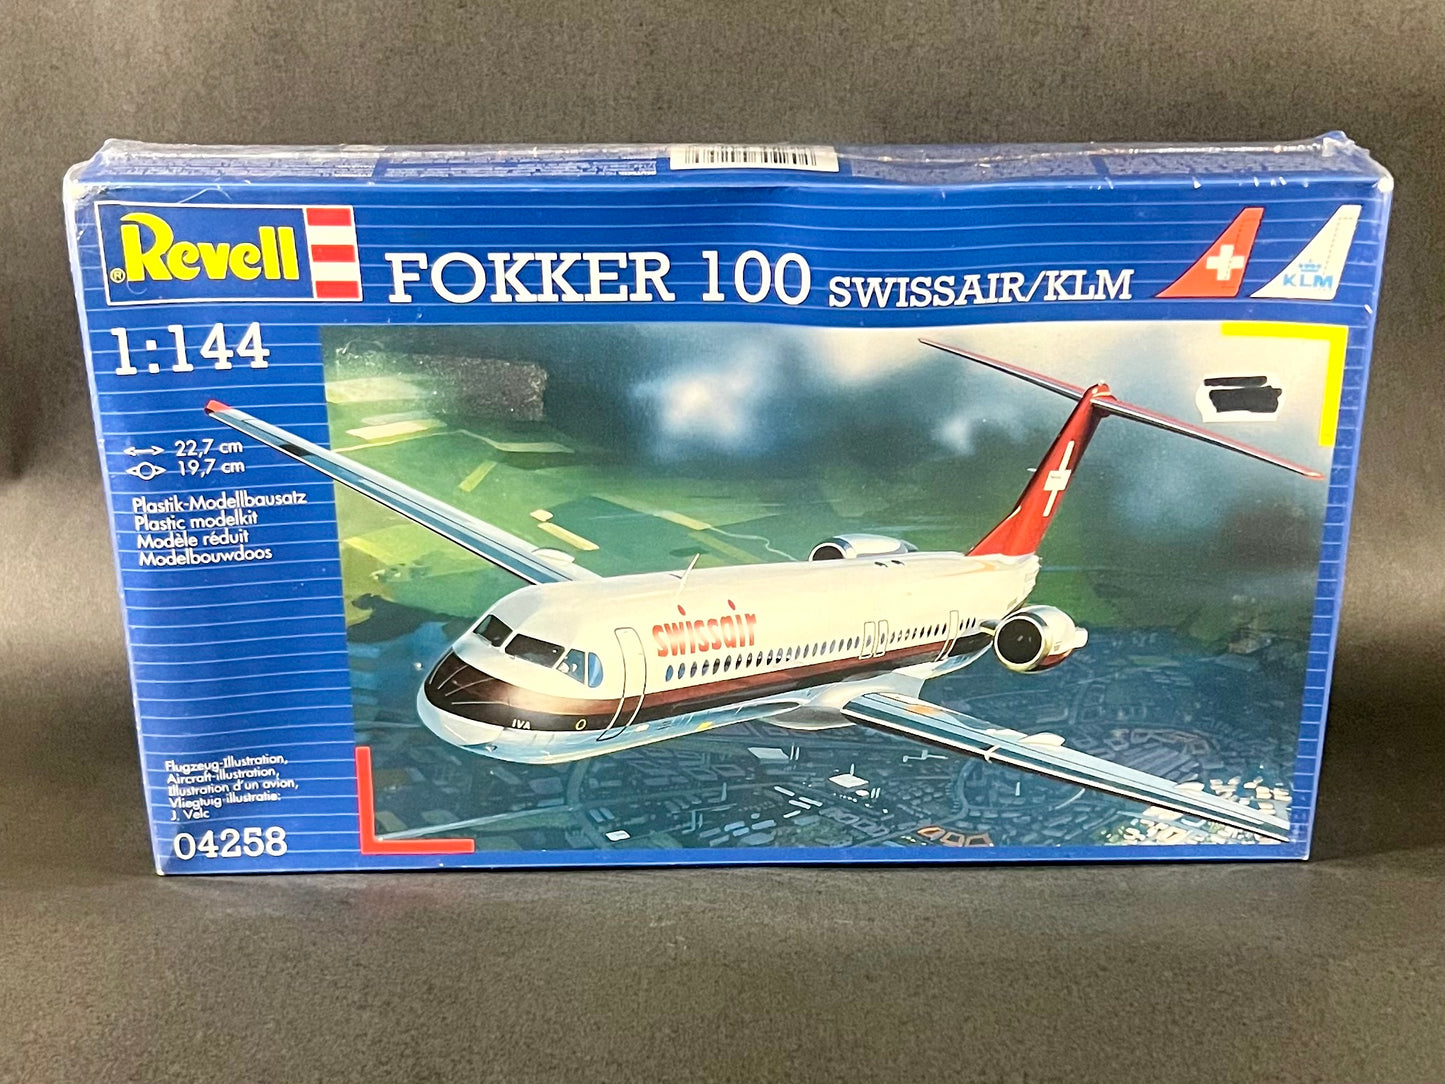 ®Revell
FOKKER 100 SWISSAIR/KLM
KLM
1:144
22,7 cm
19,7 cm
Plastik-Modellbausatz
Plastic modelkit
Modèle réduit
Modelbouwdoos
swissair
IVA
Flugzeug-Illustration,
Aircraft-illustration,
Illustration d'un avion,
Vliegtuig-illustratie:
J. Velc
04258